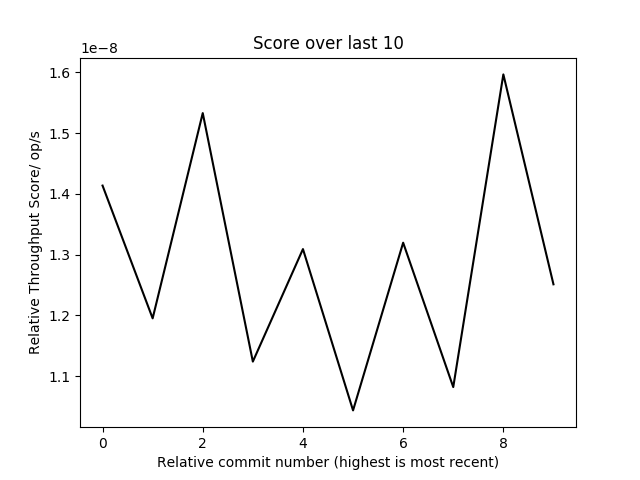 Score over last 10
1e−8
1.6
1.5
1.4
1.3
1.2
1.1
Relative Throughput Score/ op/s
0 2 4 6 8
Relative commit number (highest is most recent)